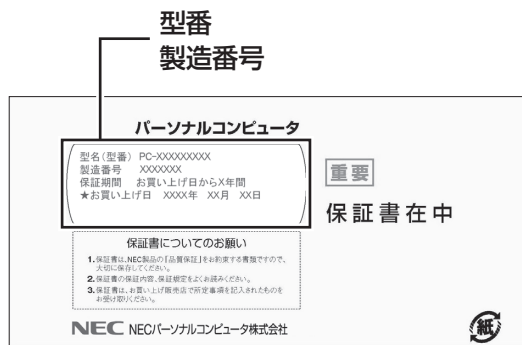 型番
製造番号
パーソナルコンピュータ
型名(型番) PC-XXXXXXXXX
製造番号 XXXXXXX
保証期間 お買い上げ日からX年間
★お買い上げ日 XXXX年 XX月 XX日
重要
保証書在中
保証書についてのお願い
1.保証書は、NEC製品の「品質保証」をお約束する書類ですので、
大切に保存してください。
2.保証書の保証内容、保証規定をよくお読みください。
3.保証書は、お買い上げ販売店で所定事項を記入されたものを
お受け取りください。
NEC NECパーソナルコンピュータ株式会社
紙